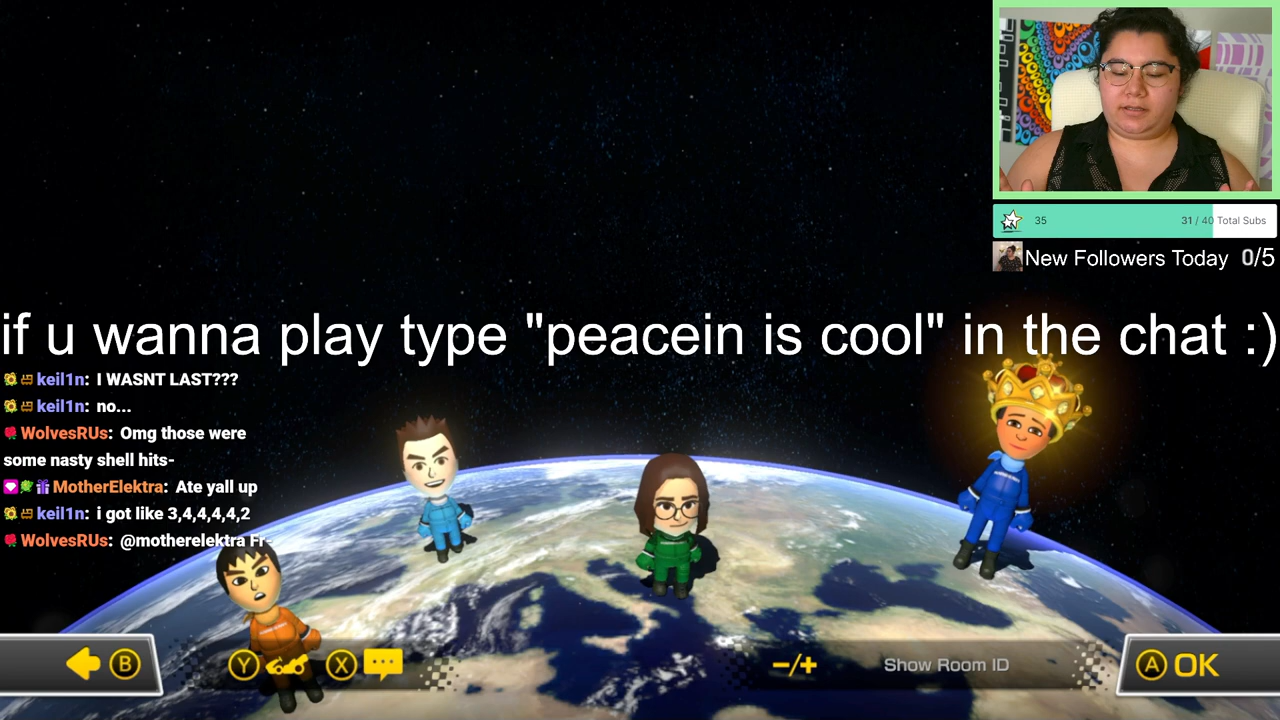 35
31 / 40 Total Subs
New Followers Today 0/5
if u wanna play type "peacein is cool" in the chat :)
keil1n: I WASNT LAST???
keil1n: no...
WolvesRUs: Omg those were
some nasty shell hits-
MotherElektra: Ate yall up
keil1n: i got like 3,4,4,4,4,2
WolvesRUs: @motherelektra Fr-
B
Y
X
−/+ Show Room ID
A OK